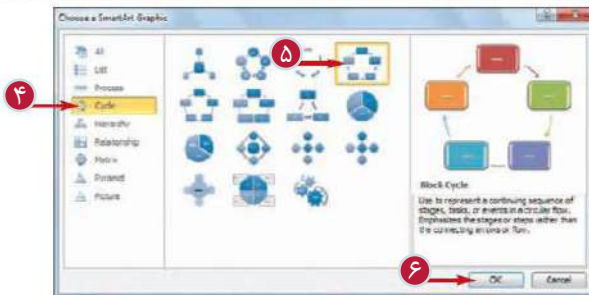 Choose a SmartArt Graphic
All
List
Process
۴
Cycle
Hierarchy
Relationship
Matrix
Pyramid
Picture
۵
Block Cycle
Use to represent a continuing sequence of
stages, tasks, or events in a circular flow.
Emphasizes the stages or steps rather than
the connecting arrows or flow.
۶
OK
Cancel